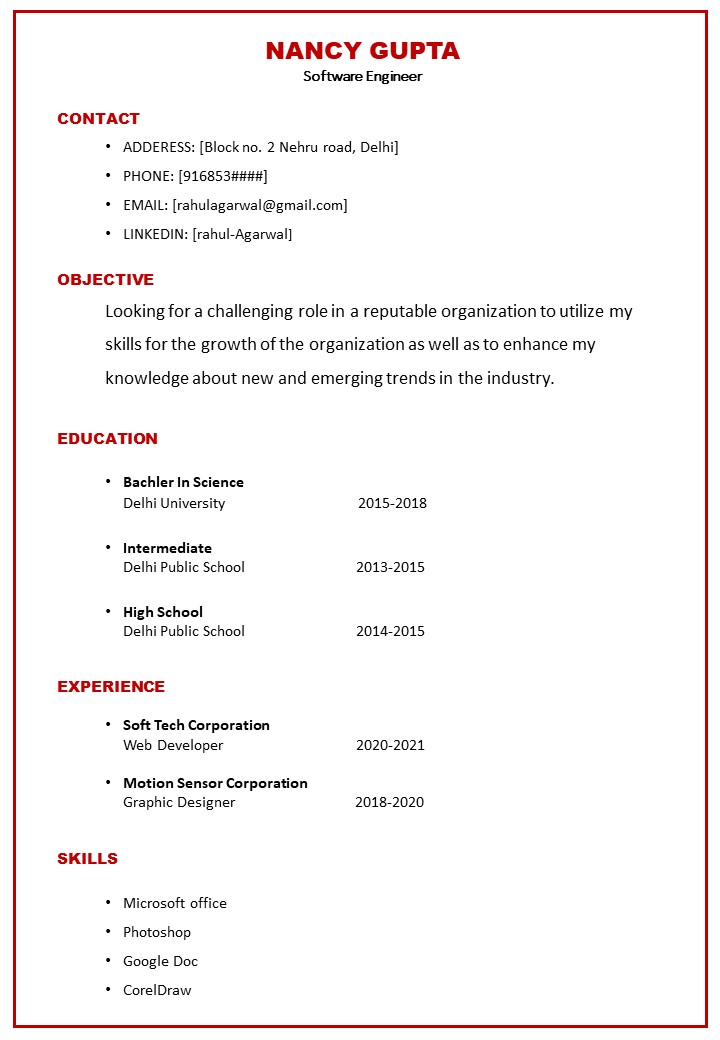 NANCY GUPTA
Software Engineer
CONTACT
• ADDERESS: [Block no. 2 Nehru road, Delhi]
• PHONE: [916853####]
• EMAIL: [rahulagarwal@gmail.com]
• LINKEDIN: [rahul-Agarwal]
OBJECTIVE
Looking for a challenging role in a reputable organization to utilize my
skills for the growth of the organization as well as to enhance my
knowledge about new and emerging trends in the industry.
EDUCATION
• Bachler In Science
Delhi University 2015-2018
• Intermediate
Delhi Public School 2013-2015
• High School
Delhi Public School 2014-2015
EXPERIENCE
• Soft Tech Corporation
Web Developer 2020-2021
• Motion Sensor Corporation
Graphic Designer 2018-2020
SKILLS
• Microsoft office
• Photoshop
• Google Doc
• CorelDraw